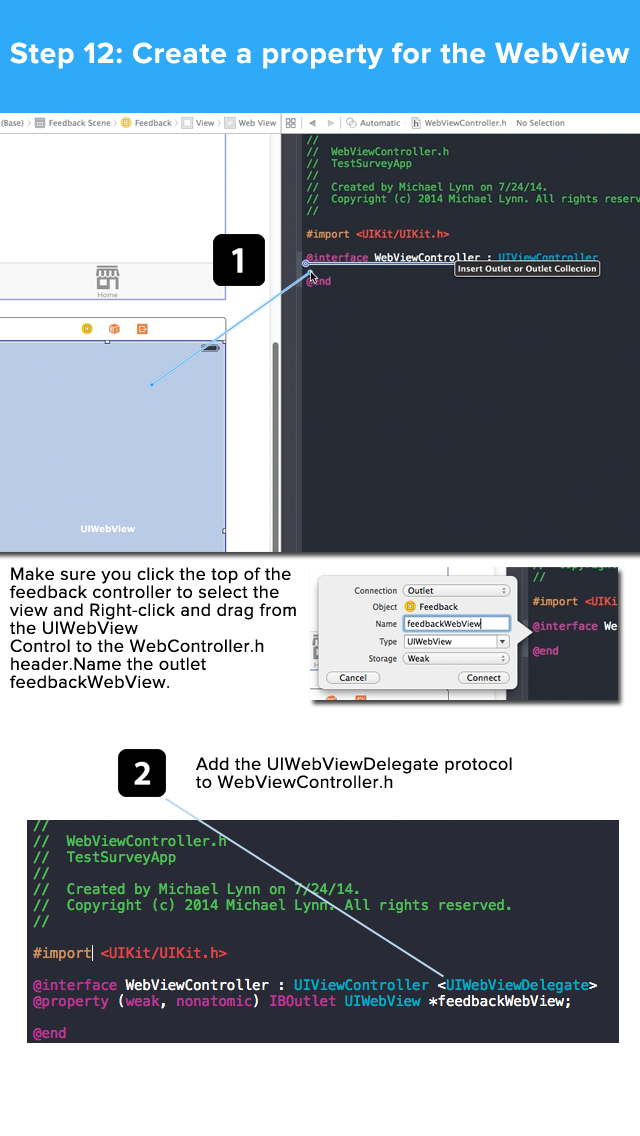 Step 12: Create a property for the WebView
(Base) Feedback Scene Feedback View Web View
Automatic WebViewController.h No Selection
//
// WebViewController.h
// TestSurveyApp
//
// Created by Michael Lynn on 7/24/14.
// Copyright (c) 2014 Michael Lynn. All rights reserv
//
#import <UIKit/UIKit.h>
@interface WebViewController : UIViewController
Insert Outlet or Outlet Collection
@end
1
Home
UIWebView
Make sure you click the top of the
feedback controller to select the
view and Right-click and drag from
the UIWebView
Control to the WebController.h
header.Name the outlet
feedbackWebView.
Connection Outlet
Object Feedback
Name feedbackWebView
Type UIWebView
Storage Weak
Cancel Connect
//
#import <UKI
@interface We
@end
2
Add the UIWebViewDelegate protocol
to WebViewController.h
//
// WebViewController.h
// TestSurveyApp
//
// Created by Michael Lynn on 7/24/14.
// Copyright (c) 2014 Michael Lynn. All rights reserved.
//
#import <UIKit/UIKit.h>
@interface WebViewController : UIViewController <UIWebViewDelegate>
@property (weak, nonatomic) IBOutlet UIWebView *feedbackWebView;
@end